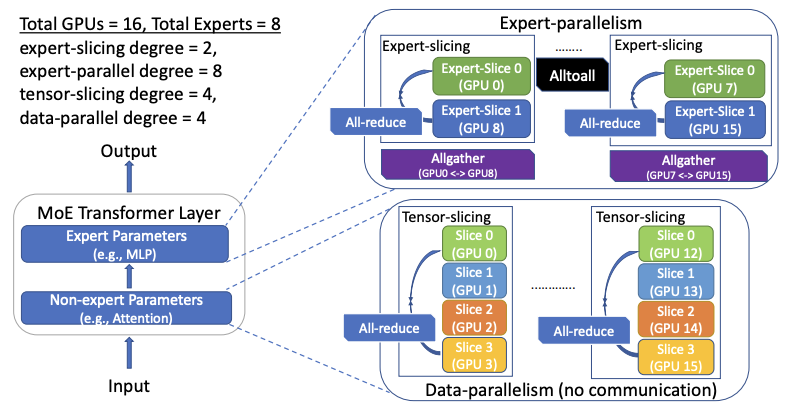 Total GPUs = 16, Total Experts = 8
expert-slicing degree = 2,
expert-parallel degree = 8
tensor-slicing degree = 4,
data-parallel degree = 4
Output
MoE Transformer Layer
Expert Parameters
(e.g., MLP)
Non-expert Parameters
(e.g., Attention)
Input
Expert-parallelism
Expert-slicing
Expert-Slice 0
(GPU 0)
Expert-Slice 1
(GPU 8)
All-reduce
Allgather
(GPU0 <-> GPU8)
........
Alltoall
Expert-slicing
Expert-Slice 0
(GPU 7)
Expert-Slice 1
(GPU 15)
All-reduce
Allgather
(GPU7 <-> GPU15)
Tensor-slicing
Slice 0
(GPU 0)
Slice 1
(GPU 1)
Slice 2
(GPU 2)
Slice 3
(GPU 3)
All-reduce
.............
Tensor-slicing
Slice 0
(GPU 12)
Slice 1
(GPU 13)
Slice 2
(GPU 14)
Slice 3
(GPU 15)
All-reduce
Data-parallelism (no communication)